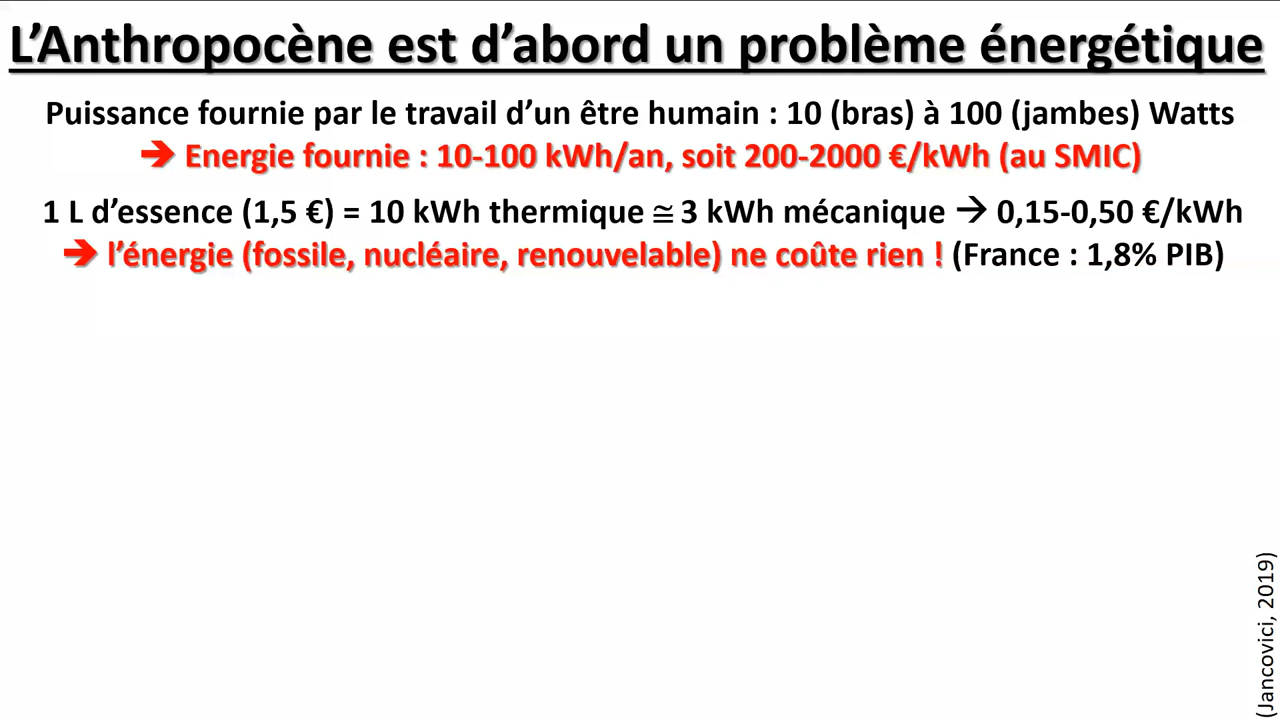 L’Anthropocène est d’abord un problème énergétique
Puissance fournie par le travail d’un être humain : 10 (bras) à 100 (jambes) Watts
➔ Energie fournie : 10-100 kWh/an, soit 200-2000 €/kWh (au SMIC)
1 L d’essence (1,5 €) = 10 kWh thermique ≅ 3 kWh mécanique → 0,15-0,50 €/kWh
➔ l’énergie (fossile, nucléaire, renouvelable) ne coûte rien ! (France : 1,8% PIB)
(Jancovici, 2019)